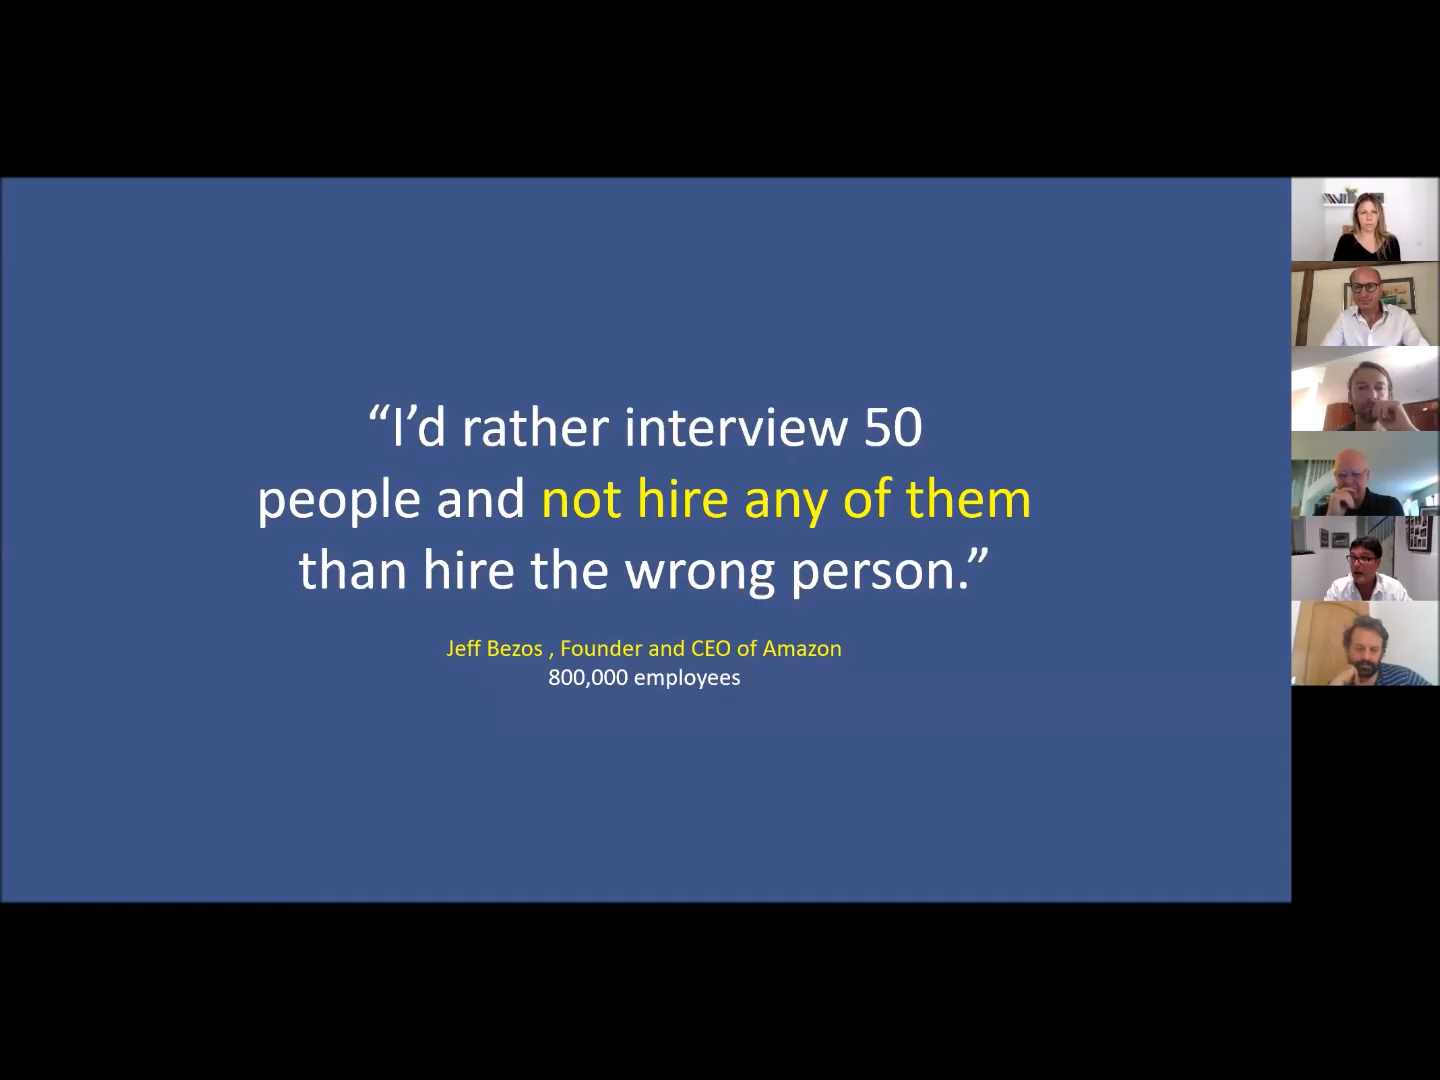 “I’d rather interview 50
people and not hire any of them
than hire the wrong person.”
Jeff Bezos , Founder and CEO of Amazon
800,000 employees